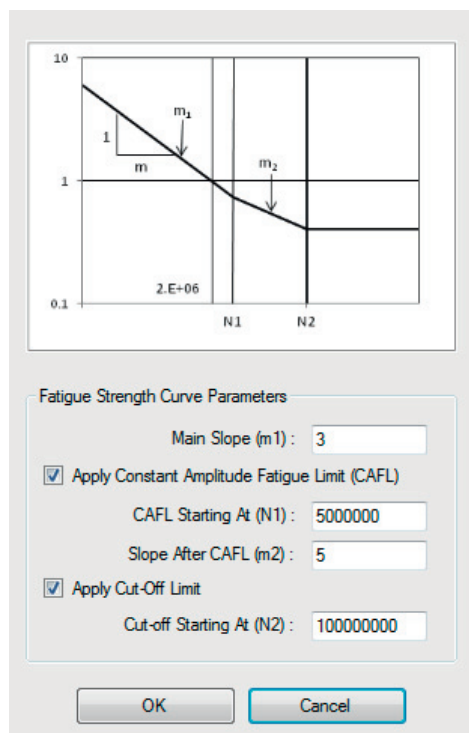 10
m₁
1
m
m₂
1
2.E+06
0.1
N1 N2
Fatigue Strength Curve Parameters
Main Slope (m1) : 3
Apply Constant Amplitude Fatigue Limit (CAFL)
CAFL Starting At (N1) : 5000000
Slope After CAFL (m2) : 5
Apply Cut-Off Limit
Cut-off Starting At (N2) : 100000000
OK Cancel